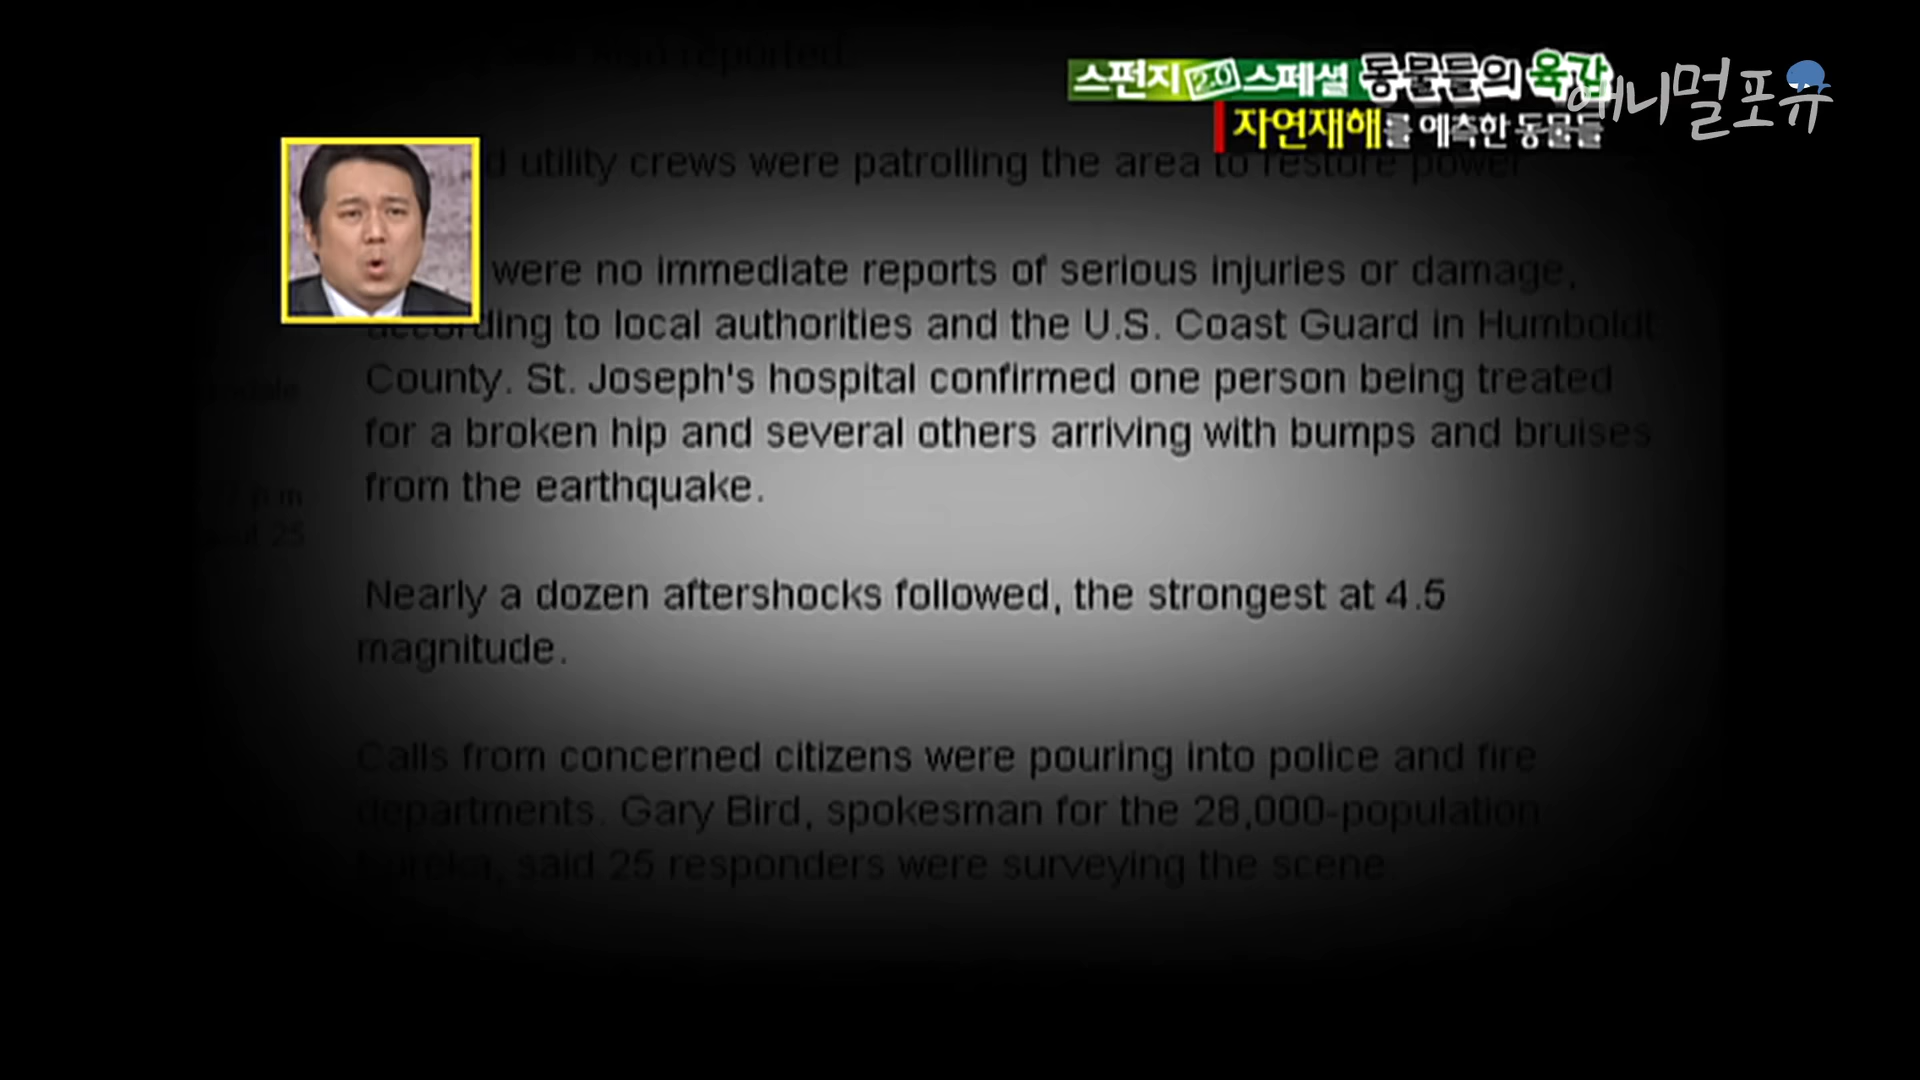 also reported
스펀지 2.0 스페셜 동물들의 육감
애니멀포유
자연재해를 예측한 동물들
utility crews were patrolling the area to restore power
were no immediate reports of serious injuries or damage,
according to local authorities and the U.S. Coast Guard in Humboldt
County. St. Joseph's hospital confirmed one person being treated
for a broken hip and several others arriving with bumps and bruises
from the earthquake.
p.m
25
Nearly a dozen aftershocks followed, the strongest at 4.5
magnitude.
Calls from concerned citizens were pouring into police and fire
departments. Gary Bird, spokesman for the 28,000-population
Eureka, said 25 responders were surveying the scene